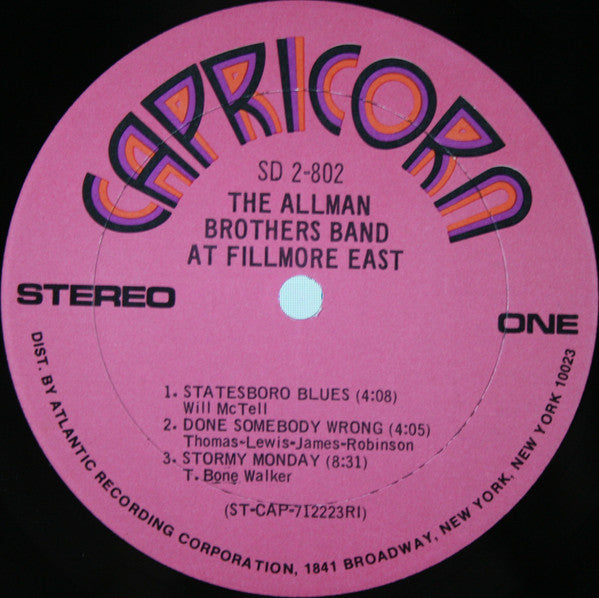 CAPRICORN
SD 2-802
THE ALLMAN
BROTHERS BAND
AT FILLMORE EAST
STEREO
ONE
1. STATESBORO BLUES (4:08)
Will McTell
2. DONE SOMEBODY WRONG (4:05)
Thomas-Lewis-James-Robinson
3. STORMY MONDAY (8:31)
T. Bone Walker
(ST-CAP-712223RI)
DIST. BY ATLANTIC RECORDING CORPORATION, 1841 BROADWAY, NEW YORK, NEW YORK 10023